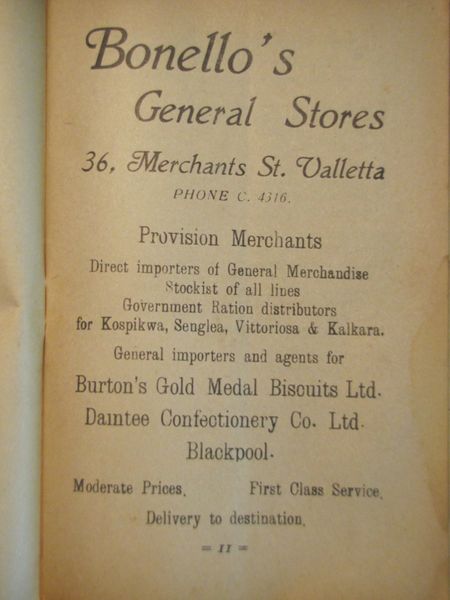 Bonello's
General Stores
36, Merchants St. Valletta
PHONE C. 4316.
Provision Merchants
Direct importers of General Merchandise
Stockist of all lines
Government Ration distributors
for Kospikwa, Senglea, Vittoriosa & Kalkara.
General importers and agents for
Burton's Gold Medal Biscuits Ltd.
Daintee Confectionery Co. Ltd.
Blackpool.
Moderate Prices, First Class Service,
Delivery to destination,
= 11 =